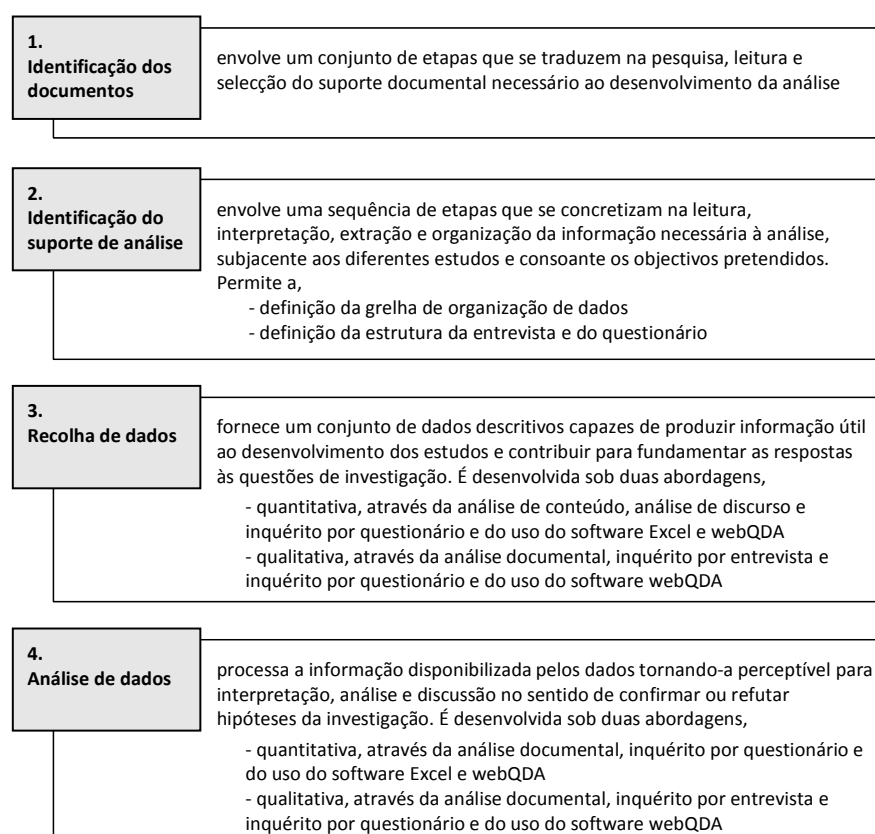 1.
Identificação dos
documentos
envolve um conjunto de etapas que se traduzem na pesquisa, leitura e
selecção do suporte documental necessário ao desenvolvimento da análise
2.
Identificação do
suporte de análise
envolve uma sequência de etapas que se concretizam na leitura,
interpretação, extração e organização da informação necessária à análise,
subjacente aos diferentes estudos e consoante os objectivos pretendidos.
Permite a,
- definição da grelha de organização de dados
- definição da estrutura da entrevista e do questionário
3.
Recolha de dados
fornece um conjunto de dados descritivos capazes de produzir informação útil
ao desenvolvimento dos estudos e contribuir para fundamentar as respostas
às questões de investigação. É desenvolvida sob duas abordagens,
- quantitativa, através da análise de conteúdo, análise de discurso e
inquérito por questionário e do uso do software Excel e webQDA
- qualitativa, através da análise documental, inquérito por entrevista e
inquérito por questionário e do uso do software webQDA
4.
Análise de dados
processa a informação disponibilizada pelos dados tornando-a perceptível para
interpretação, análise e discussão no sentido de confirmar ou refutar
hipóteses da investigação. É desenvolvida sob duas abordagens,
- quantitativa, através da análise documental, inquérito por questionário e
do uso do software Excel e webQDA
- qualitativa, através da análise documental, inquérito por entrevista e
inquérito por questionário e do uso do software webQDA